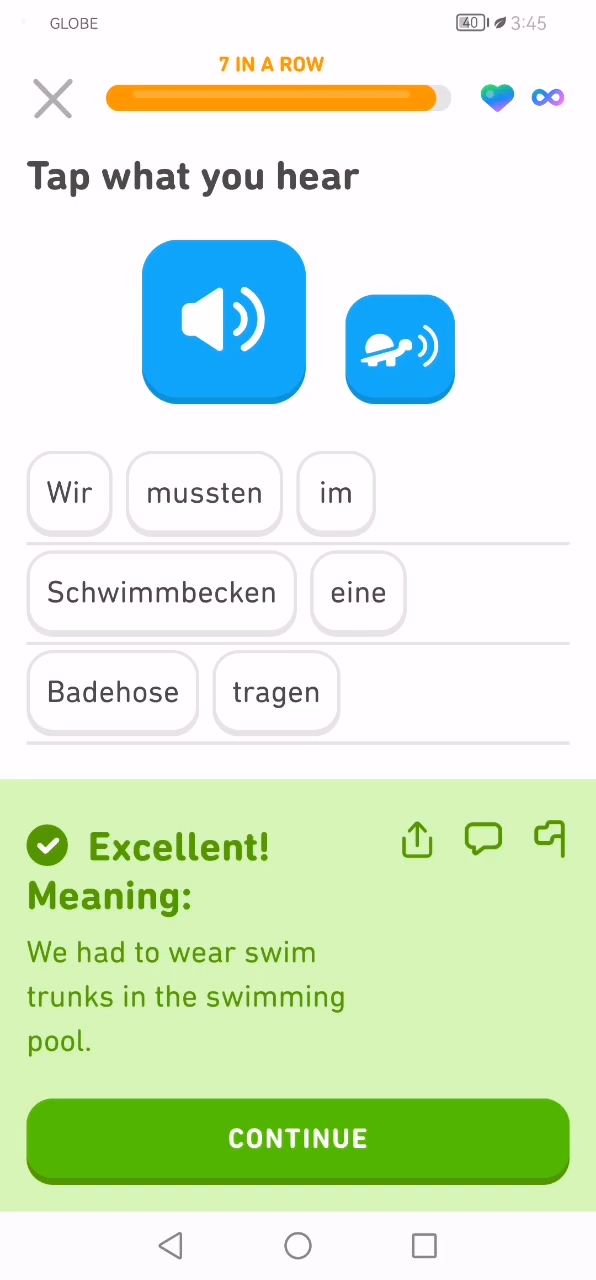 GLOBE 40 3:45
7 IN A ROW
Tap what you hear
Wir mussten im
Schwimmbecken eine
Badehose tragen
Excellent!
Meaning:
We had to wear swim
trunks in the swimming
pool.
CONTINUE